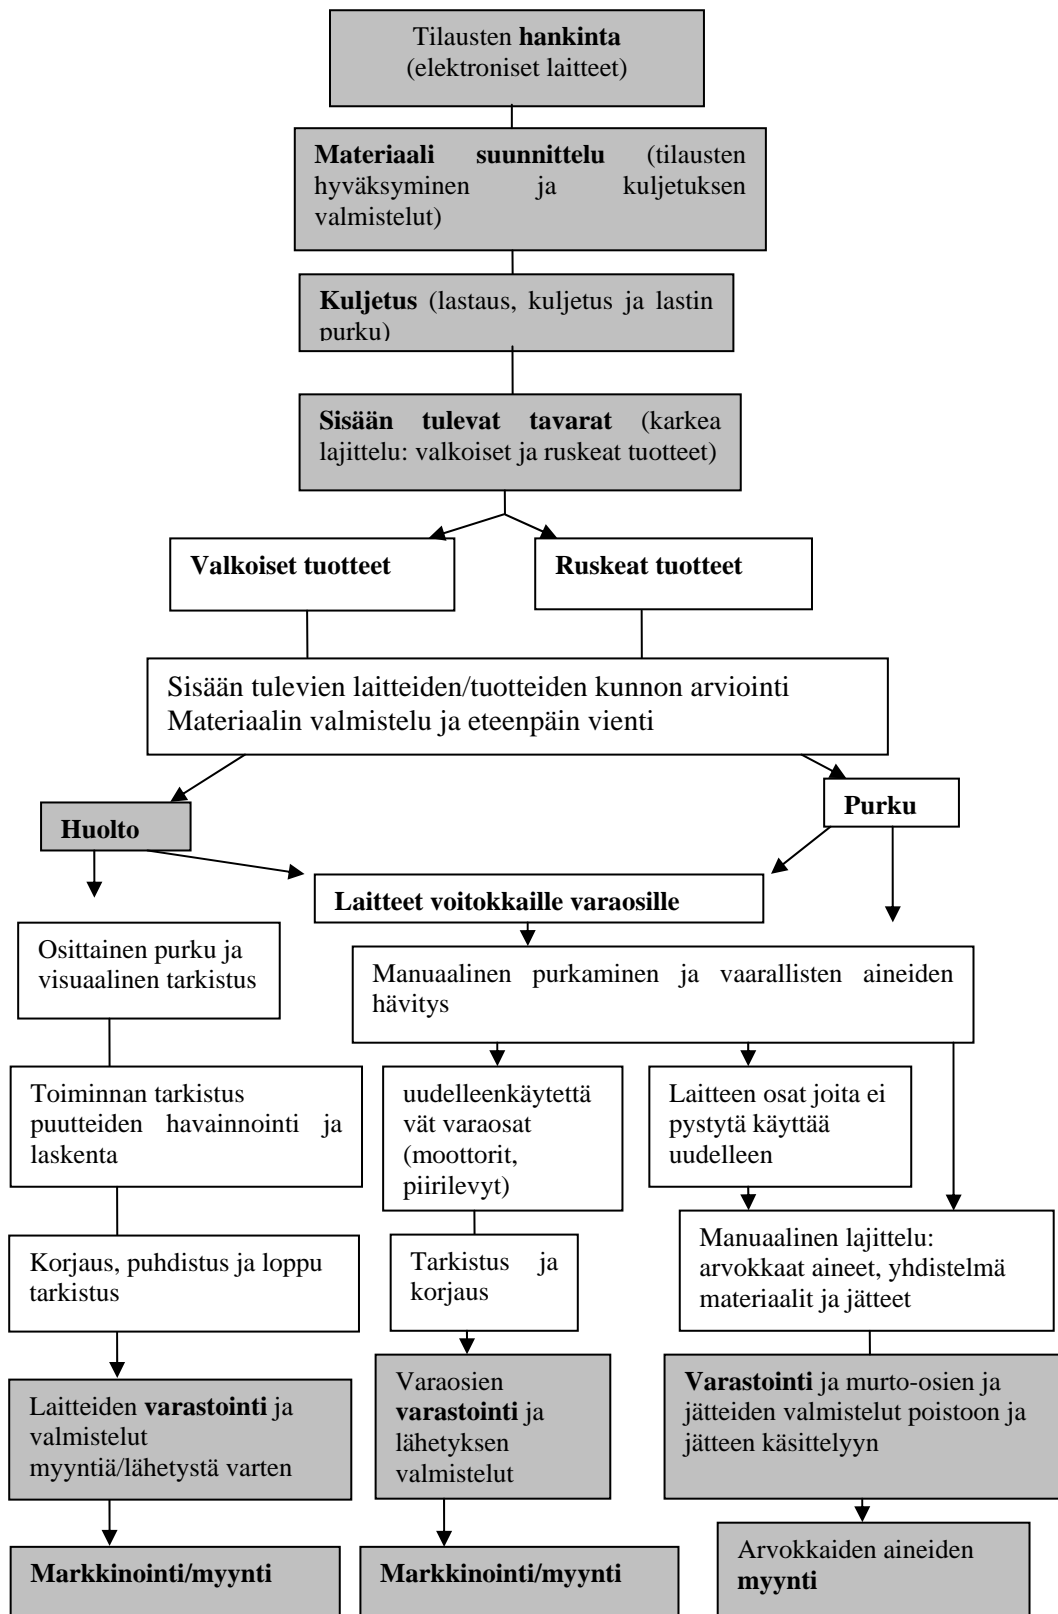 Tilausten hankinta
(elektroniset laitteet)
Materiaali suunnittelu (tilausten
hyväksyminen ja kuljetuksen
valmistelut)
Kuljetus (lastaus, kuljetus ja lastin
purku)
Sisään tulevat tavarat (karkea
lajittelu: valkoiset ja ruskeat tuotteet)
Valkoiset tuotteet
Ruskeat tuotteet
Sisään tulevien laitteiden/tuotteiden kunnon arviointi
Materiaalin valmistelu ja eteenpäin vienti
Huolto
Purku
Laitteet voitokkaille varaosille
Osittainen purku ja
visuaalinen tarkistus
Manuaalinen purkaminen ja vaarallisten aineiden
hävitys
Toiminnan tarkistus
puutteiden havainnointi ja
laskenta
uudelleenkäytettä
vät varaosat
(moottorit,
piirilevyt)
Laitteen osat joita ei
pystytä käyttää
uudelleen
Korjaus, puhdistus ja loppu
tarkistus
Tarkistus ja
korjaus
Manuaalinen lajittelu:
arvokkaat aineet, yhdistelmä
materiaalit ja jätteet
Laitteiden varastointi ja
valmistelut
myyntiä/lähetystä varten
Varaosien
varastointi ja
lähetyksen
valmistelut
Varastointi ja murto-osien ja
jätteiden valmistelut poistoon ja
jätteen käsittelyyn
Markkinointi/myynti
Markkinointi/myynti
Arvokkaiden aineiden
myynti